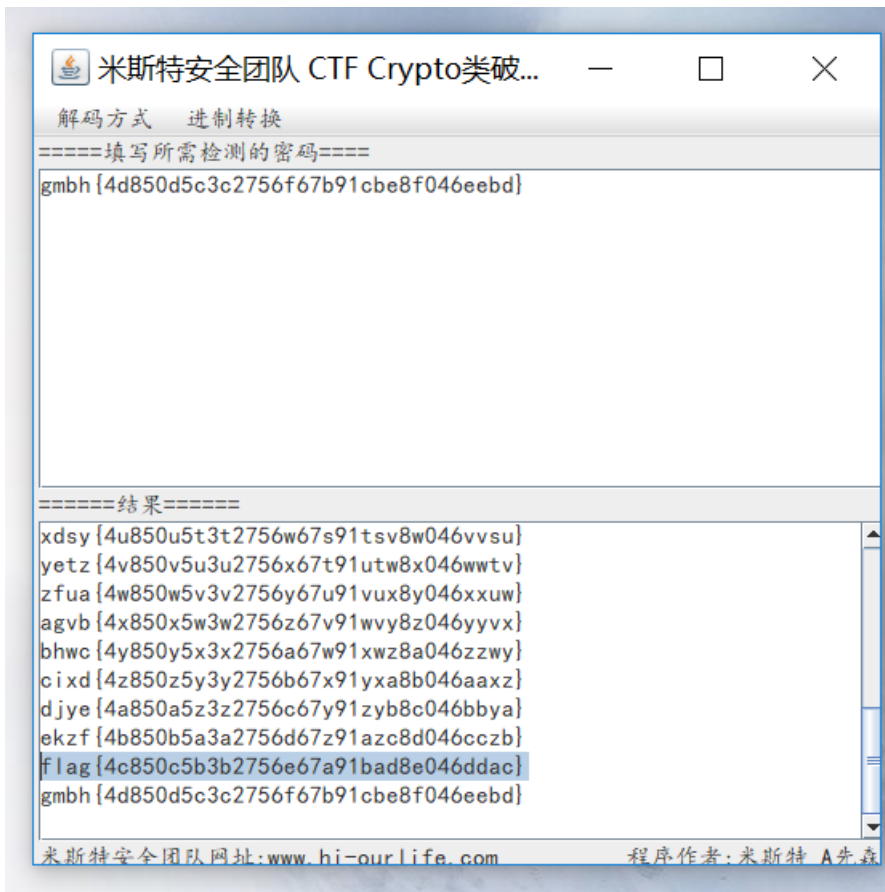 米斯特安全团队 CTF Crypto类破...
解码方式 进制转换
=====填写所需检测的密码====
gmbh{4d850d5c3c2756f67b91cbe8f046eebd}
======结果======
xdsy{4u850u5t3t2756w67s91tsv8w046vvsu}
yetz{4v850v5u3u2756x67t91utw8x046wwtv}
zfua{4w850w5v3v2756y67u91vux8y046xxuw}
agvb{4x850x5w3w2756z67v91wvy8z046yyvx}
bhwc{4y850y5x3x2756a67w91xwz8a046zzwy}
cixd{4z850z5y3y2756b67x91yxa8b046aaxz}
djye{4a850a5z3z2756c67y91zyb8c046bbya}
ekzf{4b850b5a3a2756d67z91azc8d046cczb}
flag{4c850c5b3b2756e67a91bad8e046ddac}
gmbh{4d850d5c3c2756f67b91cbe8f046eebd}
米斯特安全团队网址:www.hi-ourlife.com 程序作者:米斯特 A先森